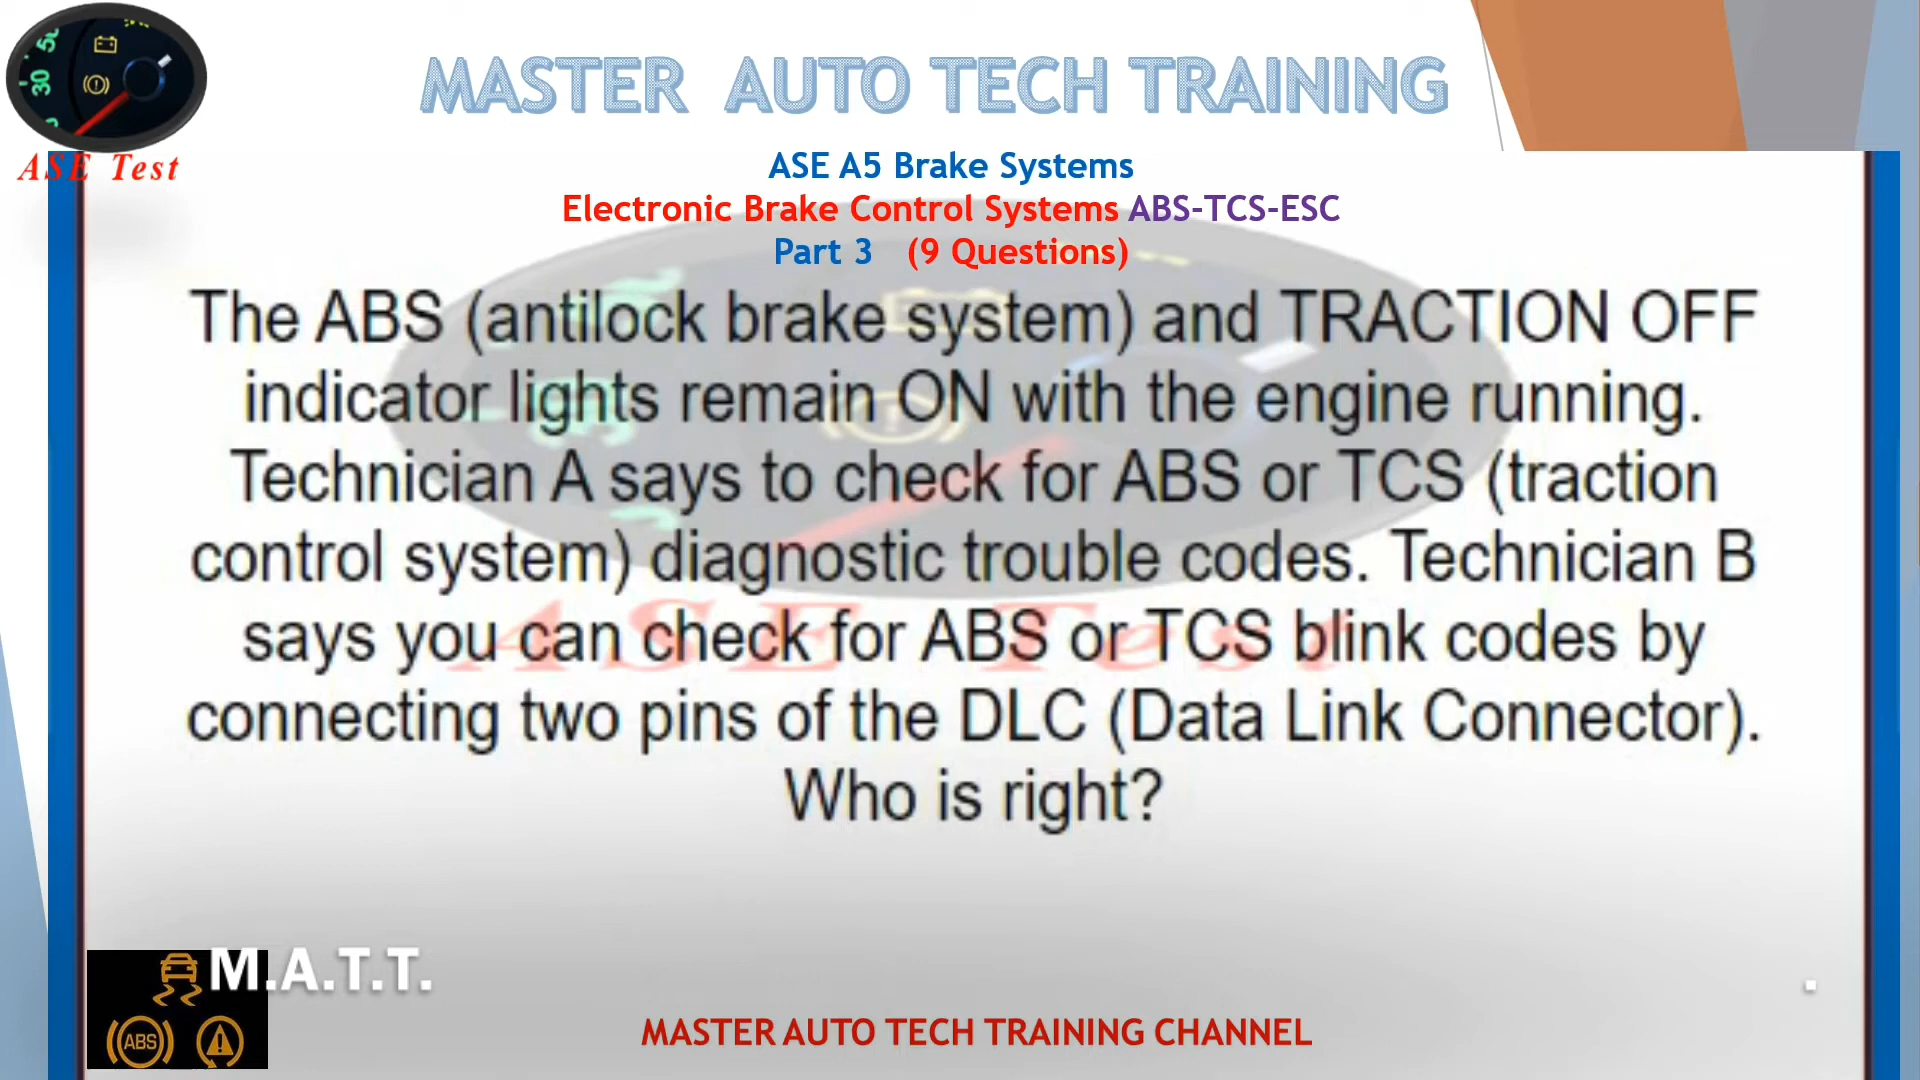 50
30
ASE Test
MASTER AUTO TECH TRAINING
ASE A5 Brake Systems
Electronic Brake Control Systems ABS-TCS-ESC
Part 3 (9 Questions)
The ABS (antilock brake system) and TRACTION OFF
indicator lights remain ON with the engine running.
Technician A says to check for ABS or TCS (traction
control system) diagnostic trouble codes. Technician B
says you can check for ABS or TCS blink codes by
connecting two pins of the DLC (Data Link Connector).
Who is right?
ASE Test
M.A.T.T.
ABS
MASTER AUTO TECH TRAINING CHANNEL